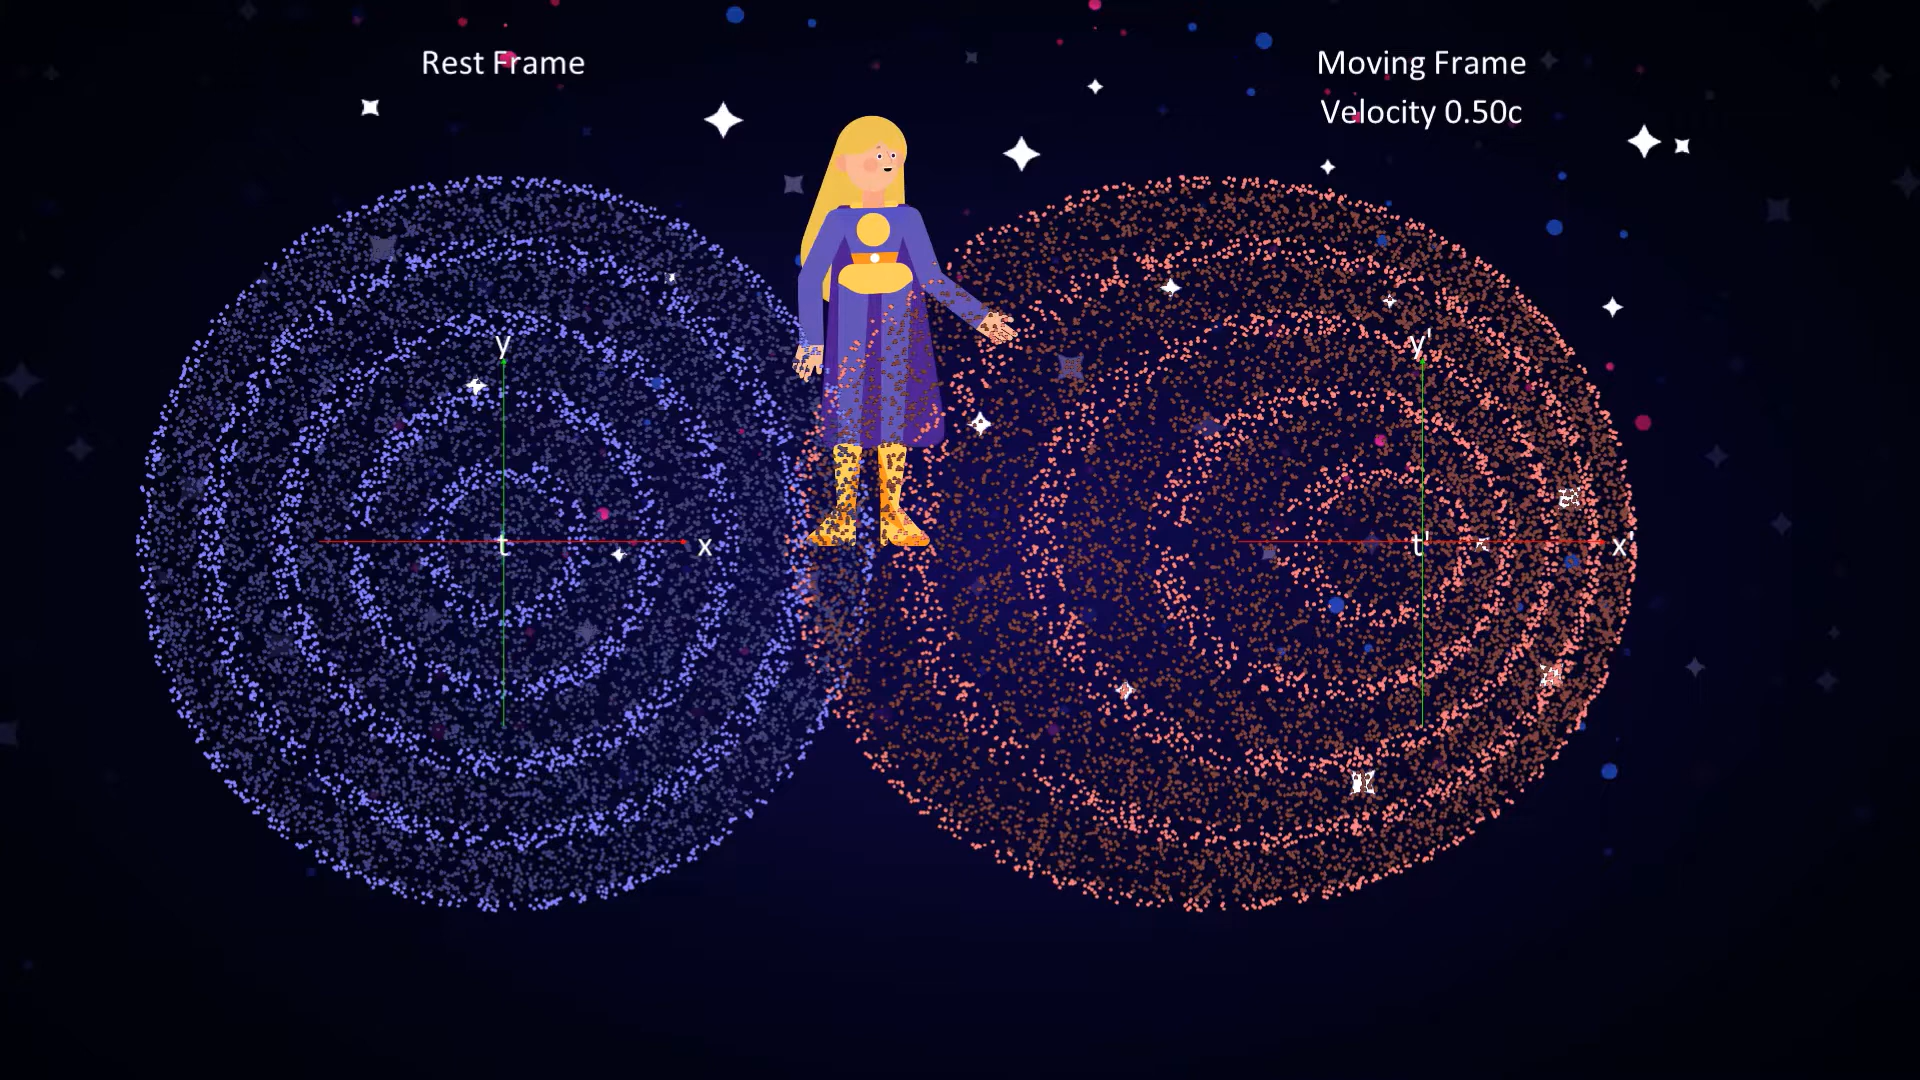 Rest Frame
Moving Frame
Velocity 0.50c
y
t
x
y'
t'
x'